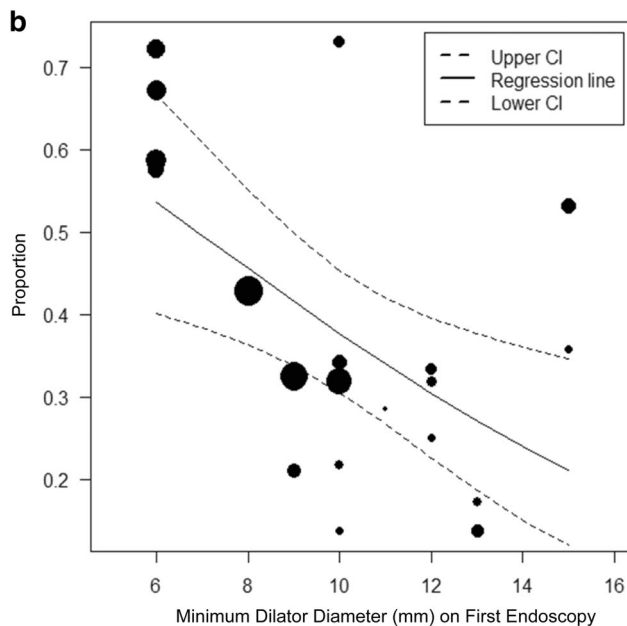 b
Upper CI
Regression line
Lower CI
Proportion
0.7
0.6
0.5
0.4
0.3
0.2
6 8 10 12 14 16
Minimum Dilator Diameter (mm) on First Endoscopy